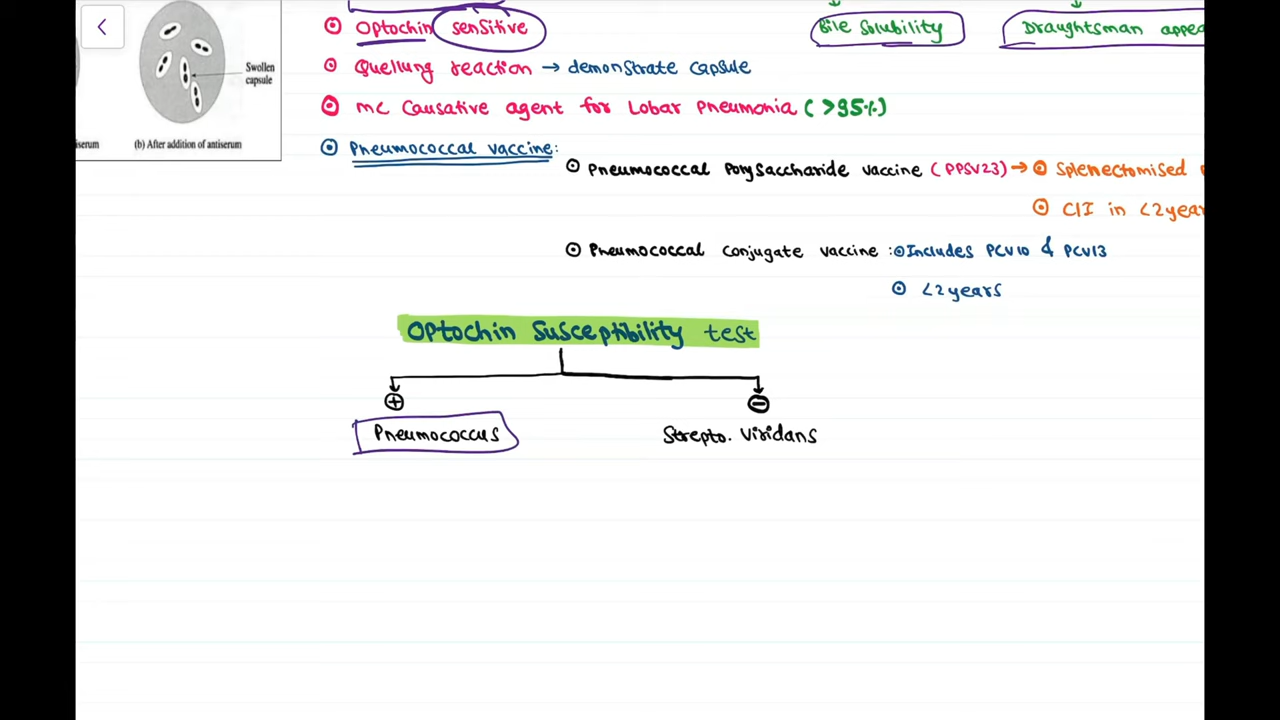 Optochin sensitive
Bile Solubility
Draughtsman appea
Quellung reaction → demonstrate capsule
Swollen capsule
MC Causative agent for Lobar Pneumonia (>95%)
iserum
(b) After addition of antiserum
Pneumococcal vaccine:
Pneumococcal Polysaccharide vaccine (PPSV23) → Splenectomised
CII in <2year
Pneumococcal conjugate vaccine : Includes PCV10 & PCV13
<2years
Optochin Susceptibility test
+
−
Pneumococcus
Strepto. Viridans